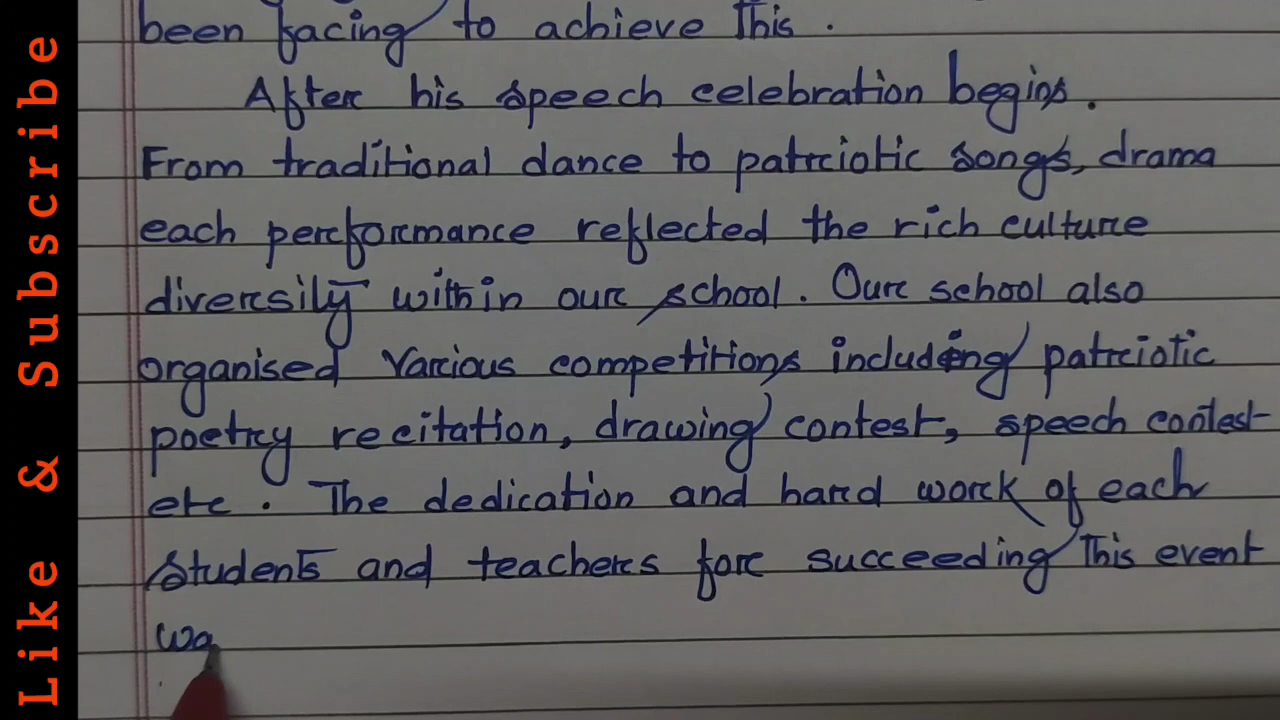 Like & Subscribe
been facing to achieve this.
After his speech celebration begins.
From traditional dance to patriotic songs, drama
each performance reflected the rich culture
diversity within our school. Our school also
organised various competitions including patriotic
poetry recitation, drawing contest, speech contest
etc. The dedication and hard work of each
students and teachers for succeeding this event
wa